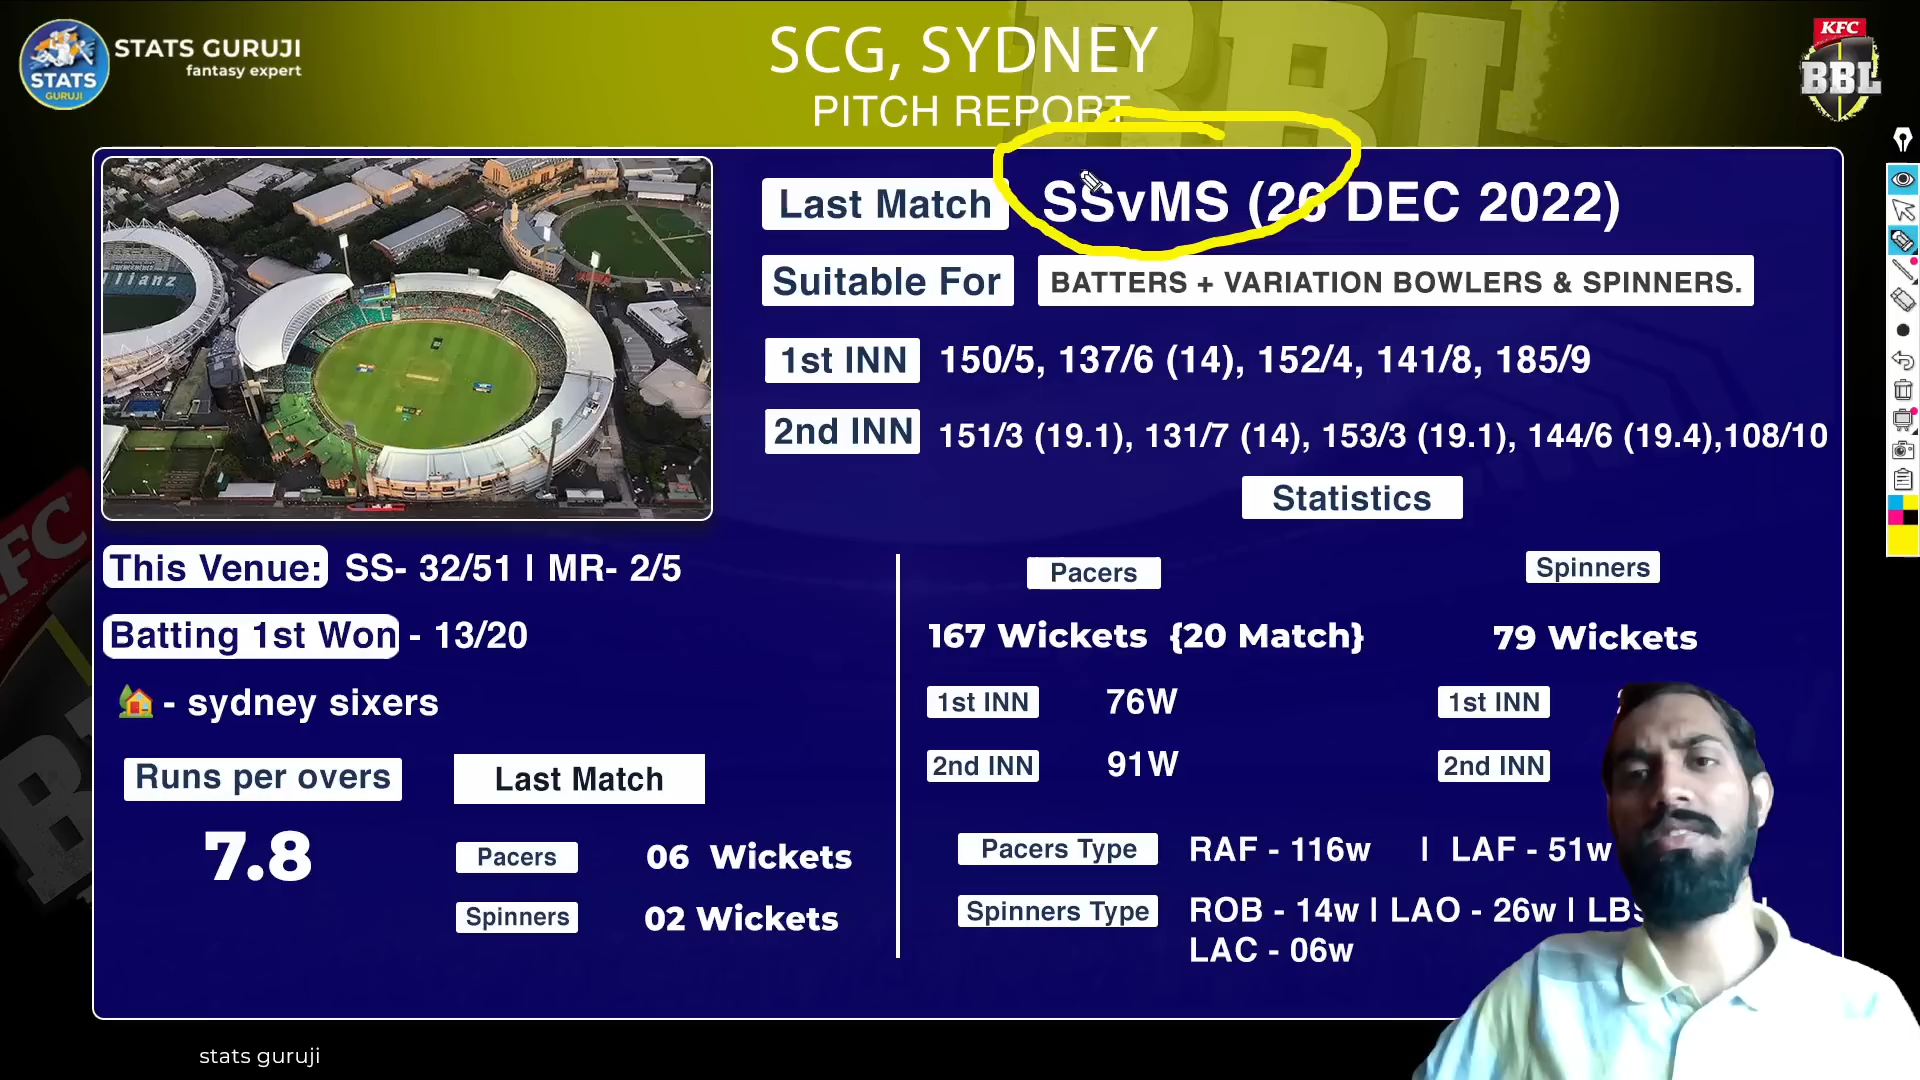 STATS GURUJI
fantasy expert
STATS
GURUJI
SCG, SYDNEY
PITCH REPORT
KFC
BBL
Last Match SSvMS (26 DEC 2022)
Suitable For BATTERS + VARIATION BOWLERS & SPINNERS.
1st INN 150/5, 137/6 (14), 152/4, 141/8, 185/9
2nd INN 151/3 (19.1), 131/7 (14), 153/3 (19.1), 144/6 (19.4),108/10
Statistics
This Venue: SS- 32/51 | MR- 2/5
Batting 1st Won - 13/20
- sydney sixers
Runs per overs
7.8
Last Match
Pacers 06 Wickets
Spinners 02 Wickets
Pacers
167 Wickets {20 Match}
1st INN 76W
2nd INN 91W
Spinners
79 Wickets
1st INN
2nd INN
Pacers Type RAF - 116w | LAF - 51w
Spinners Type ROB - 14w | LAO - 26w |
LAC - 06w
stats guruji